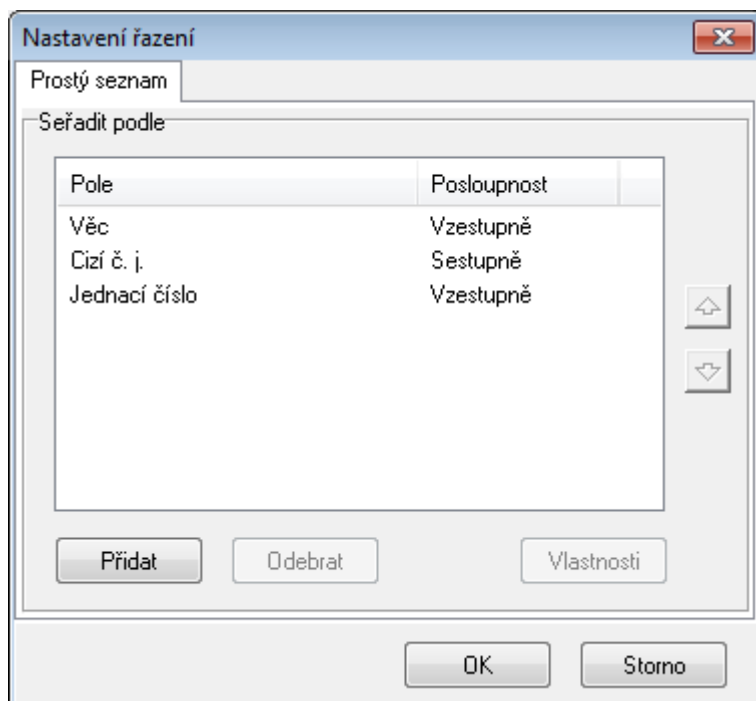 Nastavení řazení
Prostý seznam
Seřadit podle
Pole Posloupnost
Věc Vzestupně
Cizí č. j. Sestupně
Jednací číslo Vzestupně
Přidat Odebrat Vlastnosti
OK Storno